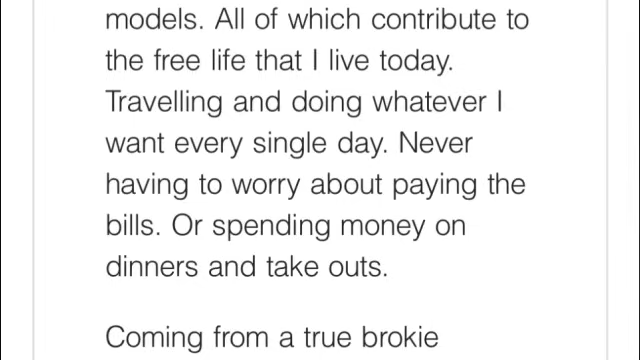 models. All of which contribute to
the free life that I live today.
Travelling and doing whatever I
want every single day. Never
having to worry about paying the
bills. Or spending money on
dinners and take outs.
Coming from a true brokie